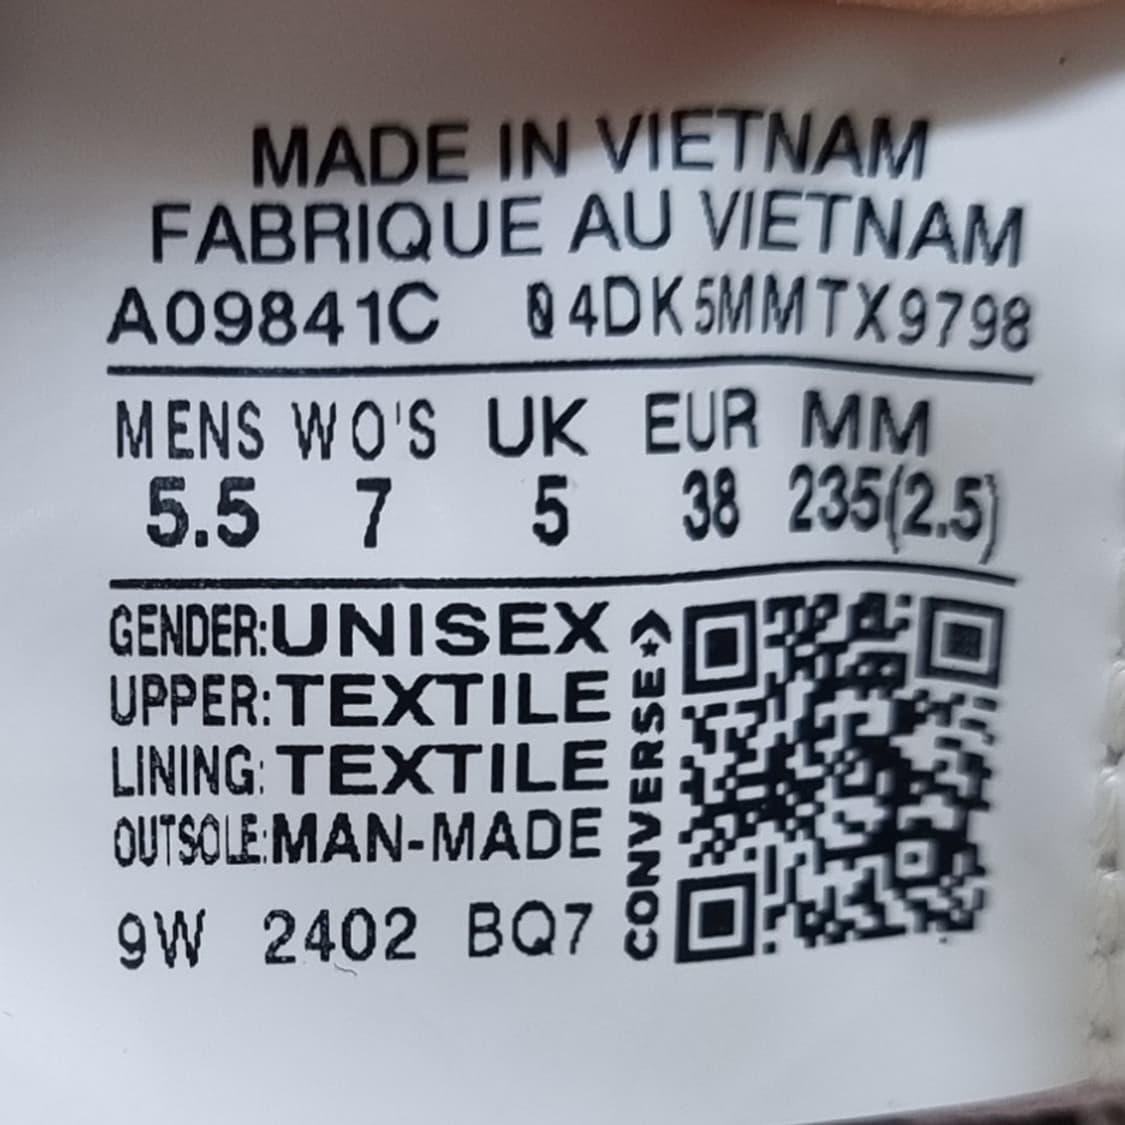 MADE IN VIETNAM
FABRIQUE AU VIETNAM
A09841C 04DK5MMTX9798
MENS WO'S UK EUR MM
5.5 7 5 38 235(2.5)
GENDER:UNISEX
UPPER:TEXTILE
LINING:TEXTILE
OUTSOLE:MAN-MADE
9W 2402 BQ7
CONVERSE